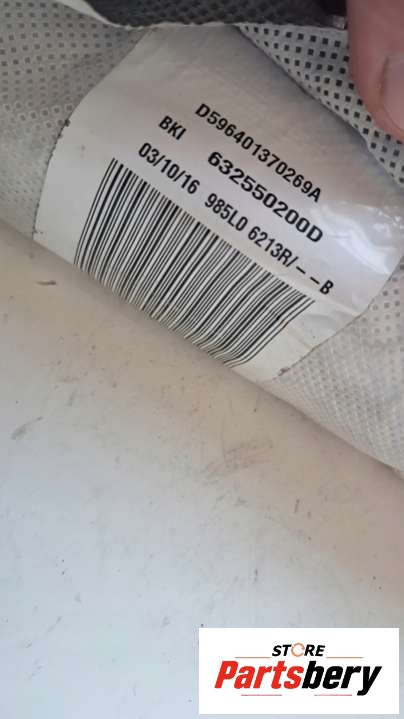 D596401370269A
BKI 632550200D
03/10/16 985L0 6213R/--B
STORE
Partsbery